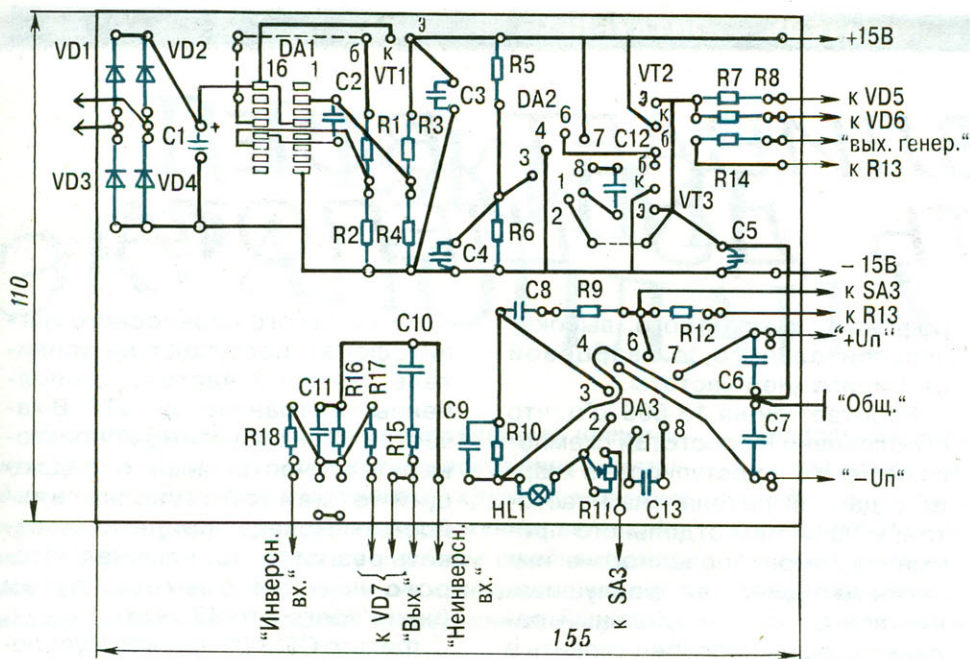 VD1 VD2 DA1 б к э +15В
16 1 VT1
C2 C3 R5 VT2 R7 R8 к VD5
DA2 э к к VD6
C1 + R1 R3 6 7 C12 б "вых. генер."
4 8 б R14 к R13
VD3 VD4 3 1 к VT3
R2 R4 R6 2 э C5
C4 – 15В
110
к SA3
C8 R9 R12 к R13
"+Uп"
C10 4 6 7 C6
R16 R17 3 "Общ."
C11 C9 DA3 C7
R18 R15 R10 2 1 8
"–Uп"
HL1 R11 C13
"Инверсн. вх."
к VD7
"Вых."
"Неинверсн. вх."
к SA3
155